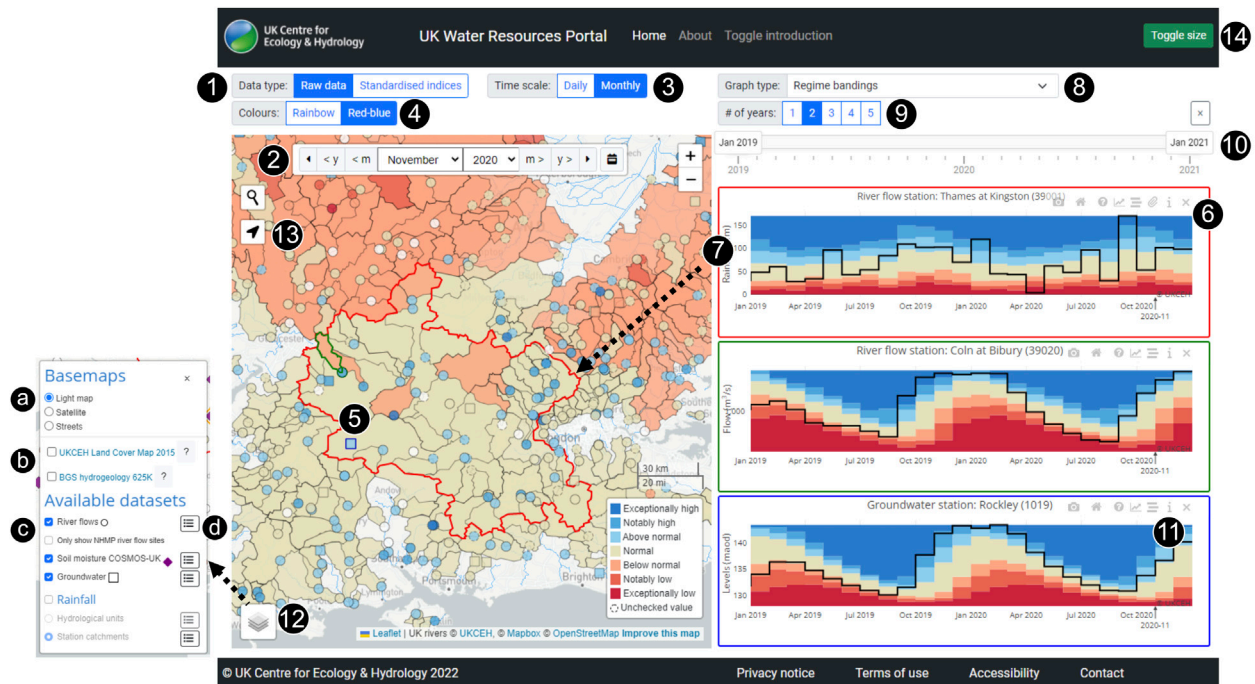 UK Centre for
Ecology & Hydrology
UK Water Resources Portal Home About Toggle introduction
Toggle size
14
1 Data type: Raw data Standardised indices Time scale: Daily Monthly 3
Colours: Rainbow Red-blue 4
Graph type: Regime bandings 8
# of years: 1 2 3 4 5 9 ×
Jan 2019 Jan 2021 10
2019 2020 2021
2 < y < m November 2020 m > y >
+
−
13
7
5
30 km
20 mi
Portsmouth
Brighton
Exceptionally high
Notably high
Above normal
Normal
Below normal
Notably low
Exceptionally low
Unchecked value
12
Leaflet | UK rivers © UKCEH, © Mapbox © OpenStreetMap Improve this map
River flow station: Thames at Kingston (39001)
6
150
100
50
0
Jan 2019 Apr 2019 Jul 2019 Oct 2019 Jan 2020 Apr 2020 Jul 2020 Oct 2020
© UKCEH
2020-11
River flow station: Coln at Bibury (39020)
Flow (m³/s)
Jan 2019 Apr 2019 Jul 2019 Oct 2019 Jan 2020 Apr 2020 Jul 2020 Oct 2020
2020-11
Groundwater station: Rockley (1019)
11
Levels (maod)
140
135
130
Jan 2019 Apr 2019 Jul 2019 Oct 2019 Jan 2020 Apr 2020 Jul 2020 Oct 2020
2020-11
Basemaps ×
a Light map
Satellite
Streets
b UKCEH Land Cover Map 2015 ?
BGS hydrogeology 625K ?
Available datasets
c River flows d
Only show NHMP river flow sites
Soil moisture COSMOS-UK
Groundwater
Rainfall
Hydrological units
Station catchments
© UK Centre for Ecology & Hydrology 2022 Privacy notice Terms of use Accessibility Contact